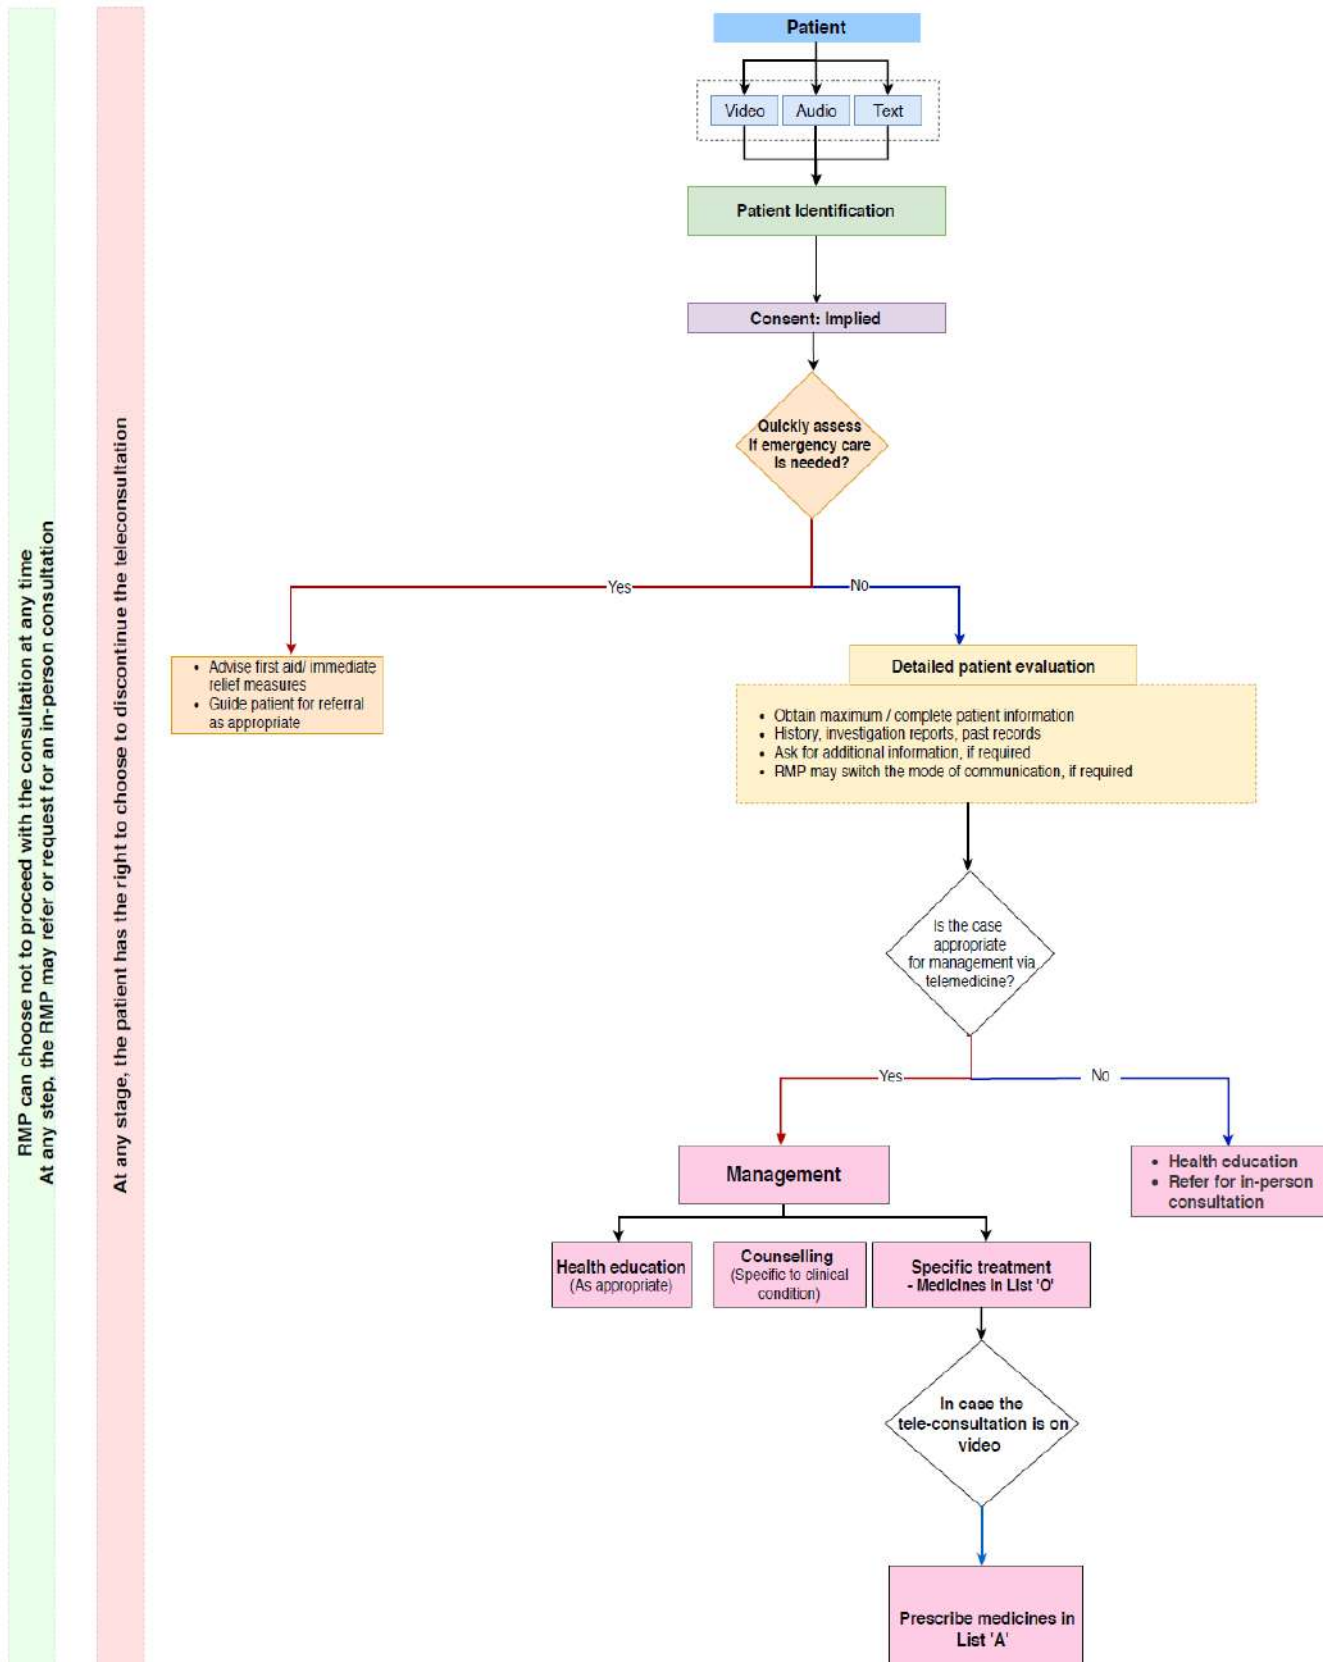 Patient
Video
Audio
Text
Patient Identification
Consent: Implied
Quickly assess
if emergency care
is needed?
Yes
No
• Advise first aid/ immediate
relief measures
• Guide patient for referral
as appropriate
Detailed patient evaluation
• Obtain maximum / complete patient information
• History, investigation reports, past records
• Ask for additional information, if required
• RMP may switch the mode of communication, if required
Is the case
appropriate
for management via
telemedicine?
Yes
No
Management
• Health education
• Refer for in-person
consultation
Health education
(As appropriate)
Counselling
(Specific to clinical
condition)
Specific treatment
- Medicines in List 'O'
In case the
tele-consultation is on
video
Prescribe medicines in
List 'A'
RMP can choose not to proceed with the consultation at any time
At any step, the RMP may refer or request for an in-person consultation
At any stage, the patient has the right to choose to discontinue the teleconsultation